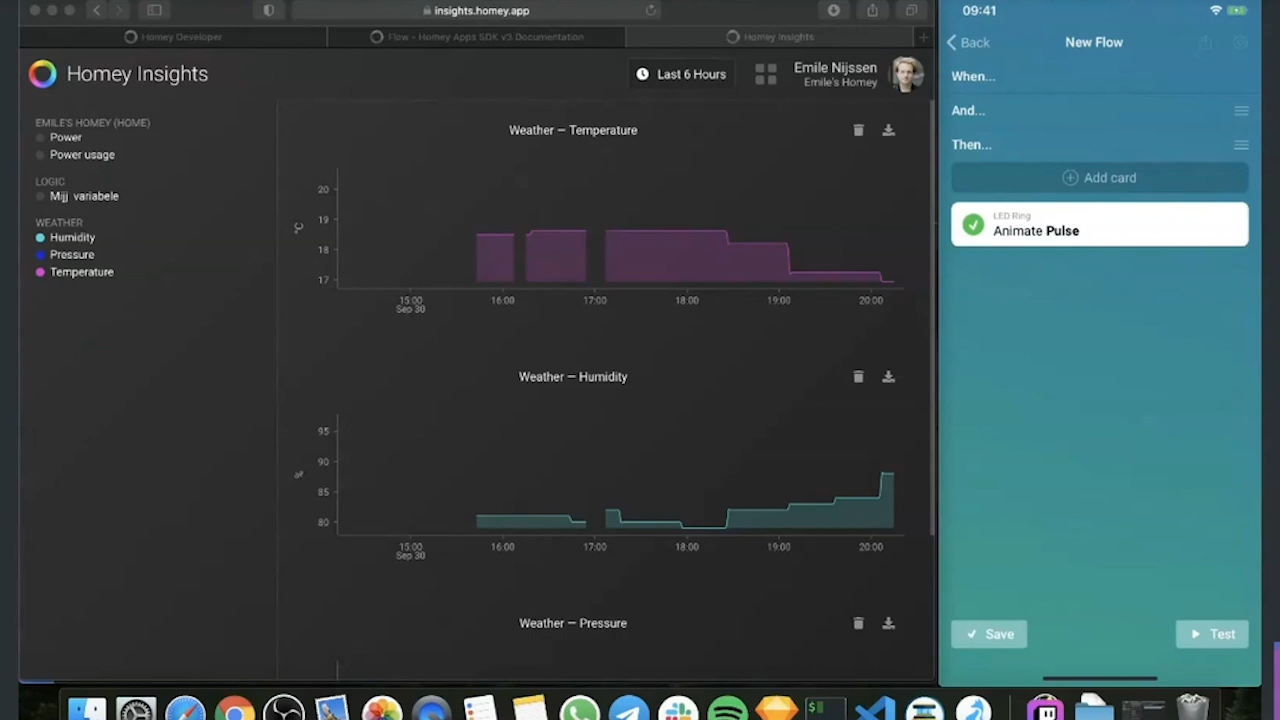 insights.homey.app
Homey Developer
Flow - Homey Apps SDK v3 Documentation
Homey Insights
Homey Insights
Last 6 Hours
Emile Nijssen
Emile's Homey
EMILE'S HOMEY (HOME)
Power
Power usage
LOGIC
Mijj variabele
WEATHER
Humidity
Pressure
Temperature
Weather — Temperature
°C
20
19
18
17
15:00
Sep 30
16:00
17:00
18:00
19:00
20:00
Weather — Humidity
%
95
90
85
80
15:00
Sep 30
16:00
17:00
18:00
19:00
20:00
Weather — Pressure
09:41
Back
New Flow
When...
And...
Then...
Add card
LED Ring
Animate Pulse
Save
Test
$